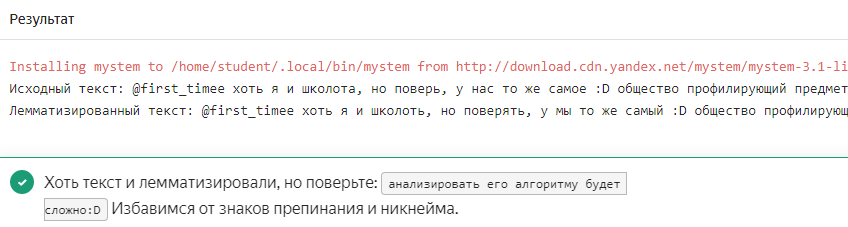 Результат
Installing mystem to /home/student/.local/bin/mystem from http://download.cdn.yandex.net/mystem/mystem-3.1-li
Исходный текст: @first_timee хоть я и школота, но поверь, у нас то же самое :D общество профилирующий предмет
Лемматизированный текст: @first_timee хоть я и школоть, но поверять, у мы то же самый :D общество профилирующ
Хоть текст и лемматизировали, но поверьте: анализировать его алгоритму будет
сложно:D Избавимся от знаков препинания и никнейма.